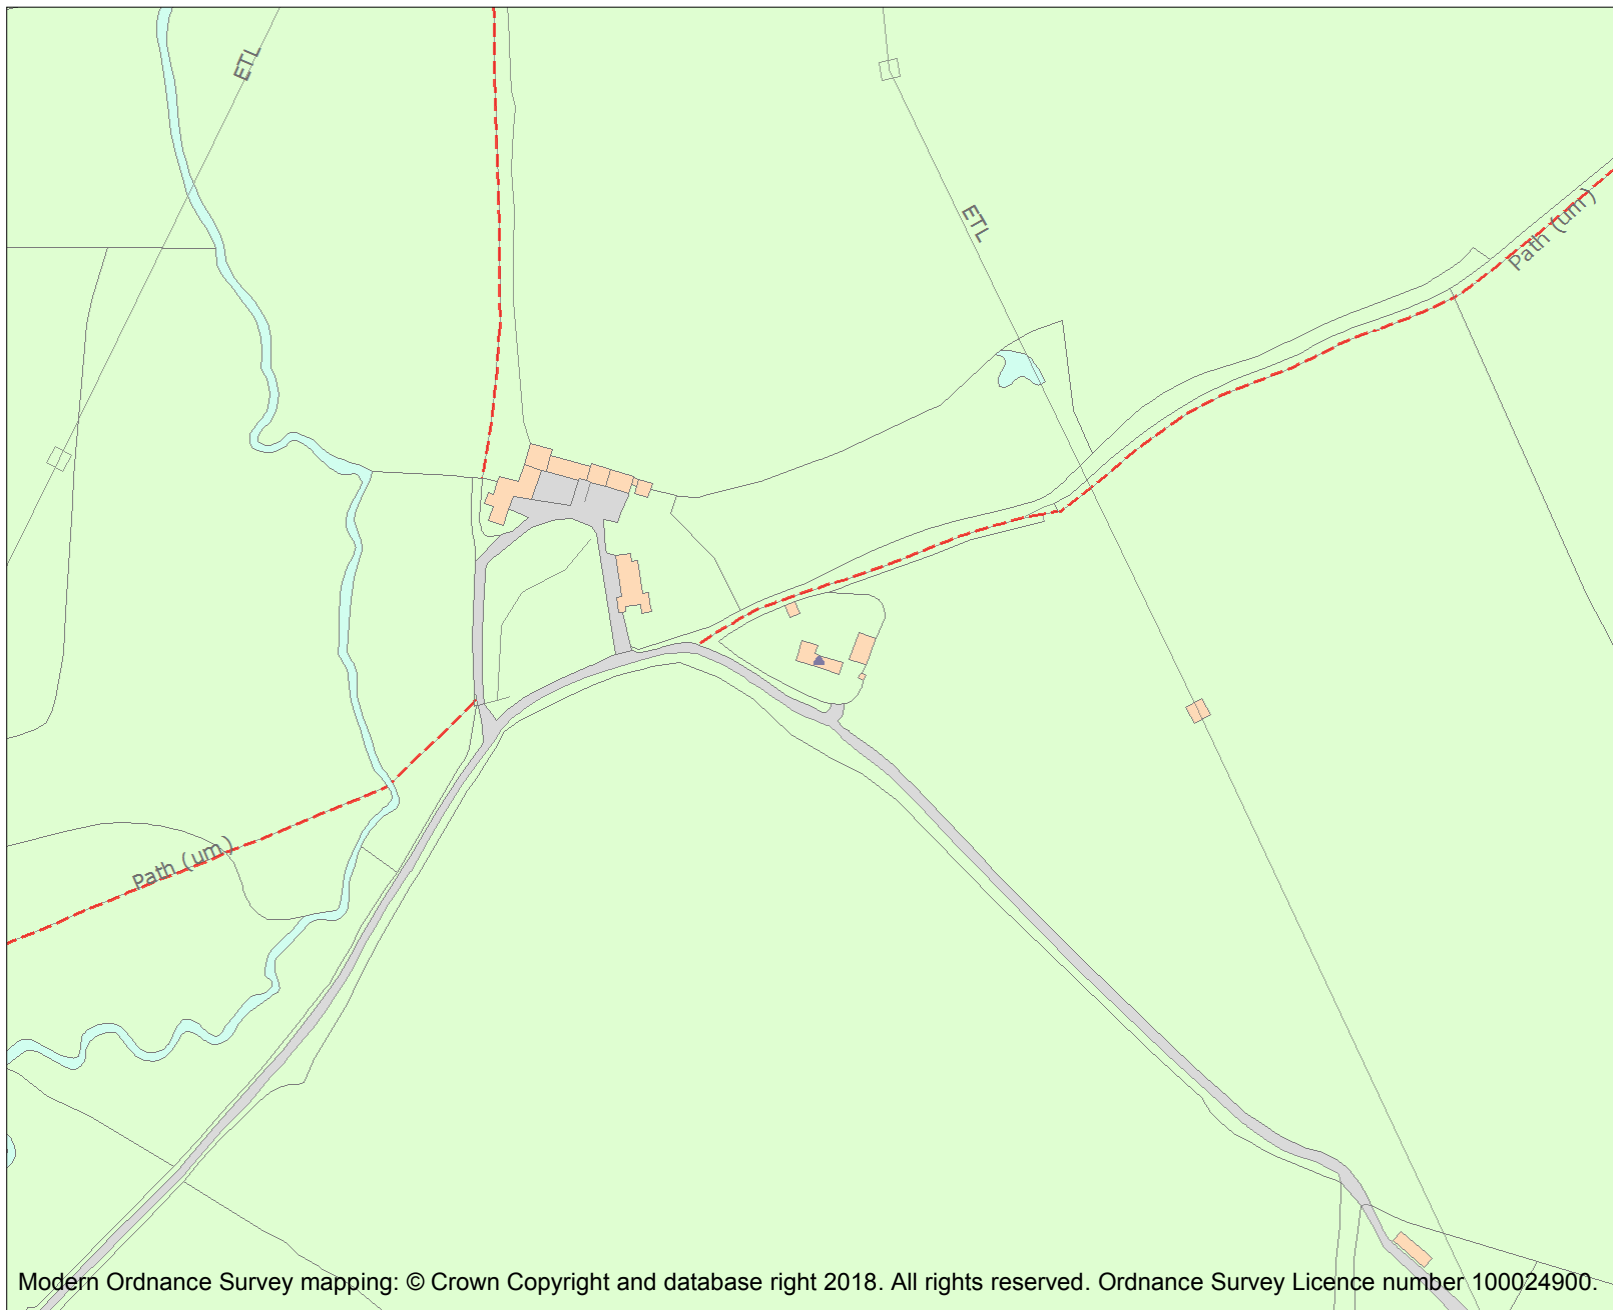 ETL
ETL
Path (um)
Path (um)
Modern Ordnance Survey mapping: © Crown Copyright and database right 2018. All rights reserved. Ordnance Survey Licence number 100024900.